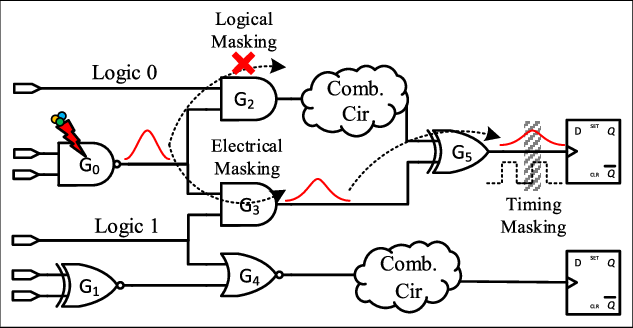 Logical
Masking
Logic 0
G2
Comb.
Cir
D SET Q
CLR Q
G0
Electrical
Masking
G5
G3
Timing
Masking
Logic 1
G4
Comb.
Cir
D SET Q
CLR Q
G1